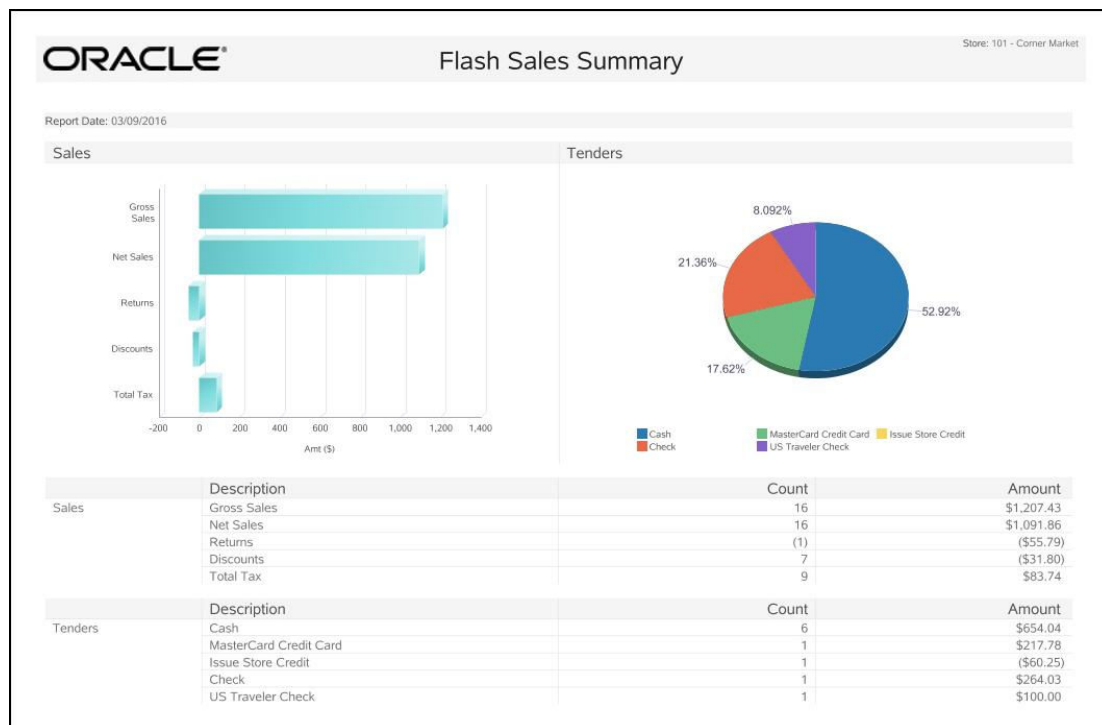 ORACLE®
Flash Sales Summary
Store: 101 - Corner Market
Report Date: 03/09/2016
Sales
Tenders
Gross
Sales
Net Sales
Returns
Discounts
Total Tax
-200 0 200 400 600 800 1,000 1,200 1,400
Amt ($)
8.092%
21.36%
52.92%
17.62%
Cash MasterCard Credit Card Issue Store Credit
Check US Traveler Check
Description Count Amount
Sales Gross Sales 16 $1,207.43
Net Sales 16 $1,091.86
Returns (1) ($55.79)
Discounts 7 ($31.80)
Total Tax 9 $83.74
Description Count Amount
Tenders Cash 6 $654.04
MasterCard Credit Card 1 $217.78
Issue Store Credit 1 ($60.25)
Check 1 $264.03
US Traveler Check 1 $100.00